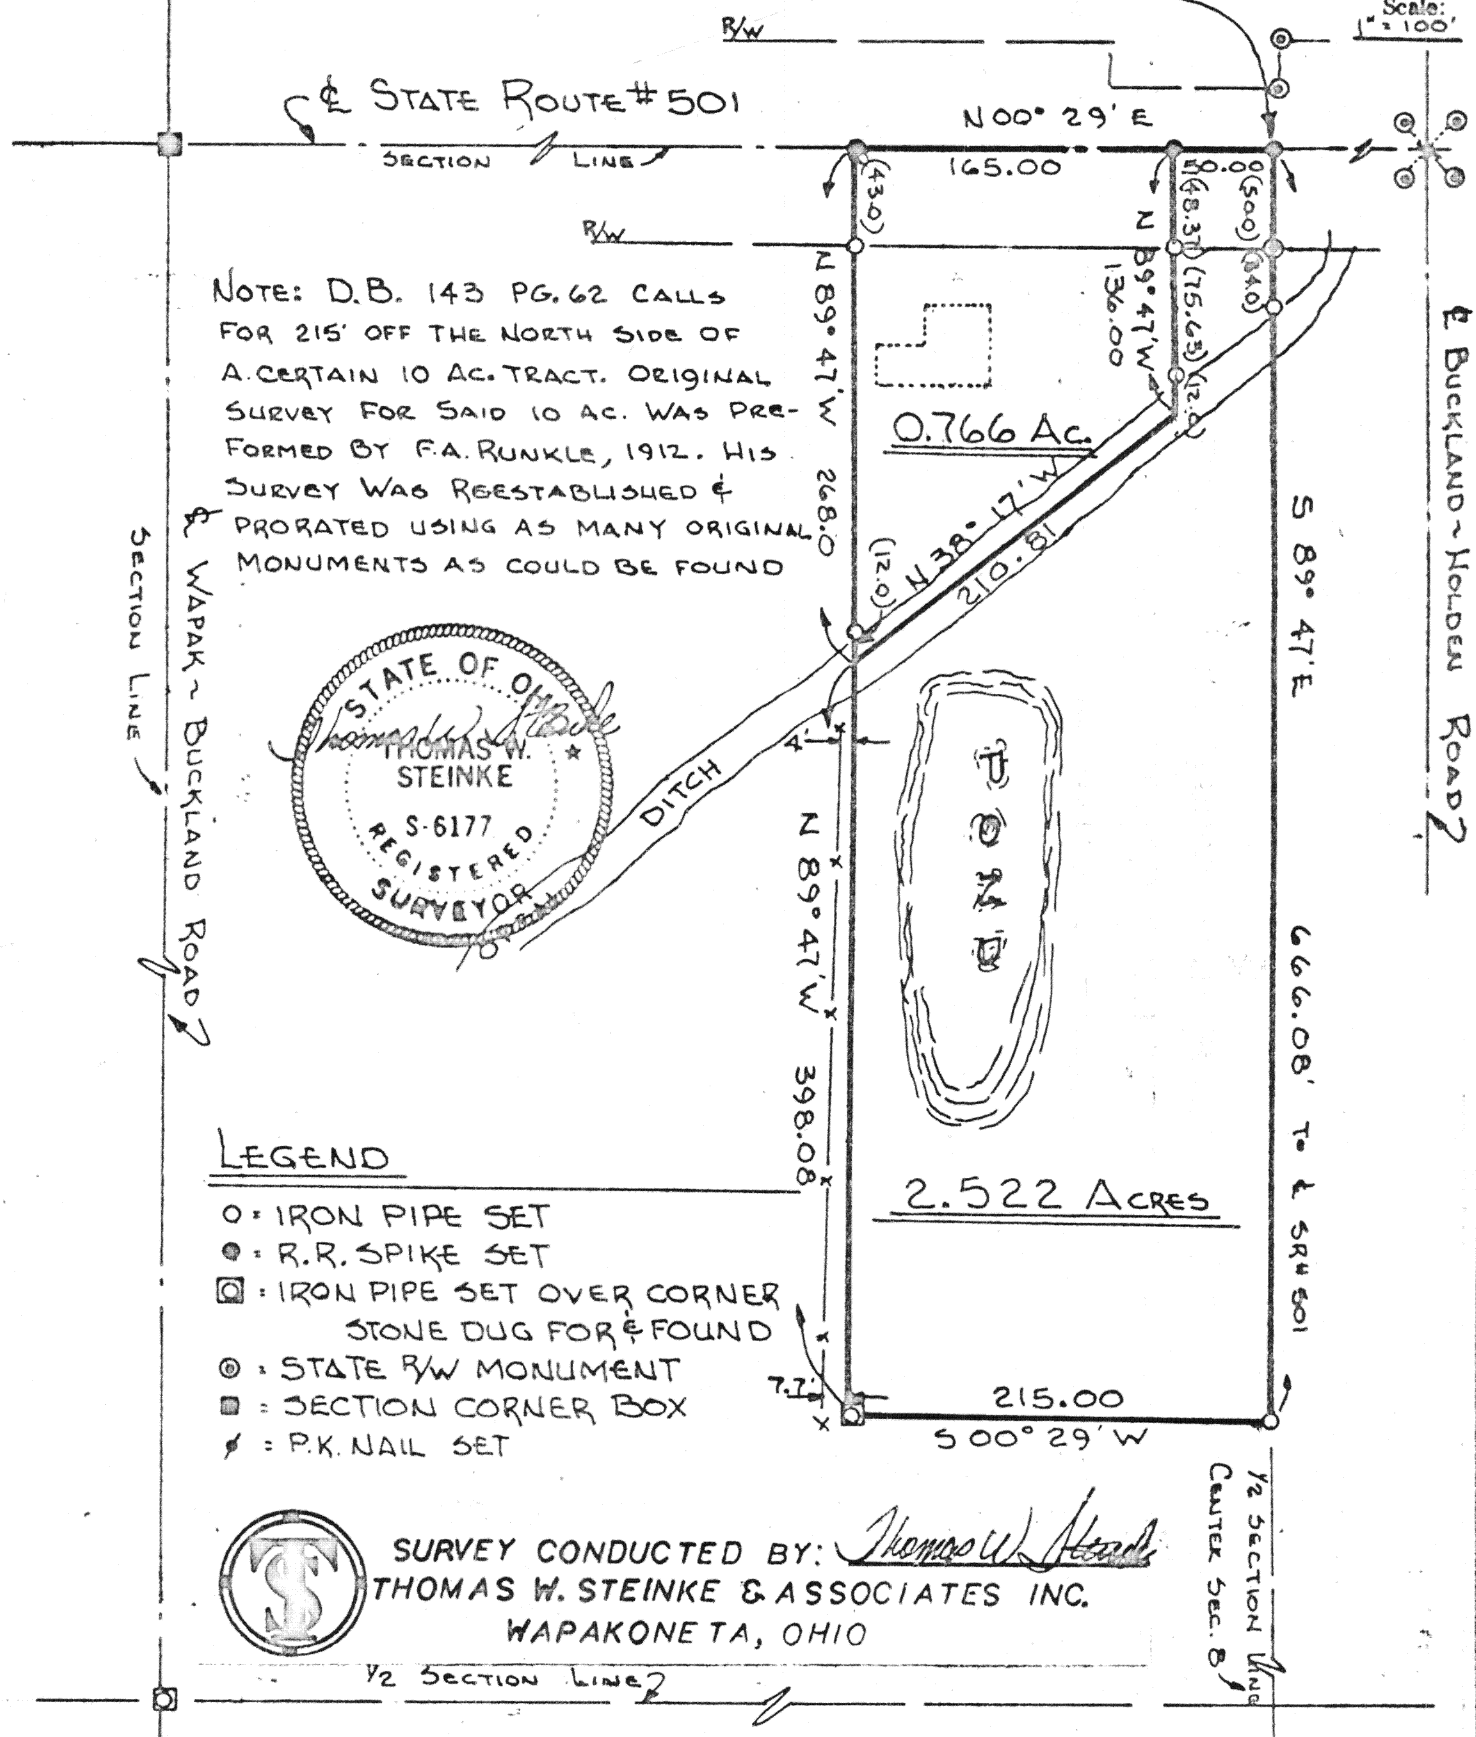 Scale:
1" = 100'
R/W
℄ STATE ROUTE #501
N 00° 29' E
SECTION LINE
165.00
50.00
(43.0)
(48.37)
(50.0)
R/W
N 89° 47' W
136.00
(75.63)
(84.0)
(12.0)
NOTE: D.B. 143 PG. 62 CALLS
FOR 215' OFF THE NORTH SIDE OF
A CERTAIN 10 AC. TRACT. ORIGINAL
SURVEY FOR SAID 10 AC. WAS PRE-
FORMED BY F.A. RUNKLE, 1912. HIS
SURVEY WAS REESTABLISHED &
PRORATED USING AS MANY ORIGINAL
MONUMENTS AS COULD BE FOUND
N 89° 47' W 268.0
0.766 AC.
(12.0)
N 38° 17' W
210.81
℄ BUCKLAND ~ HOLDEN ROAD
S 89° 47' E 666.08' TO ℄ SR# 501
SECTION LINE
℄ WAPAK ~ BUCKLAND ROAD
STATE OF OHIO
Thomas W. Steinke
THOMAS W.
STEINKE
S-6177
REGISTERED
SURVEYOR
DITCH
4'
POND
N 89° 47' W 398.08
2.522 ACRES
LEGEND
○ = IRON PIPE SET
● = R.R. SPIKE SET
= IRON PIPE SET OVER CORNER
STONE DUG FOR & FOUND
◎ = STATE R/W MONUMENT
■ = SECTION CORNER BOX
= P.K. NAIL SET
7.7'
215.00
S 00° 29' W
1/2 SECTION LINE
CENTER SEC. 8
TS
SURVEY CONDUCTED BY: Thomas W. Steinke
THOMAS W. STEINKE & ASSOCIATES INC.
WAPAKONETA, OHIO
1/2 SECTION LINE